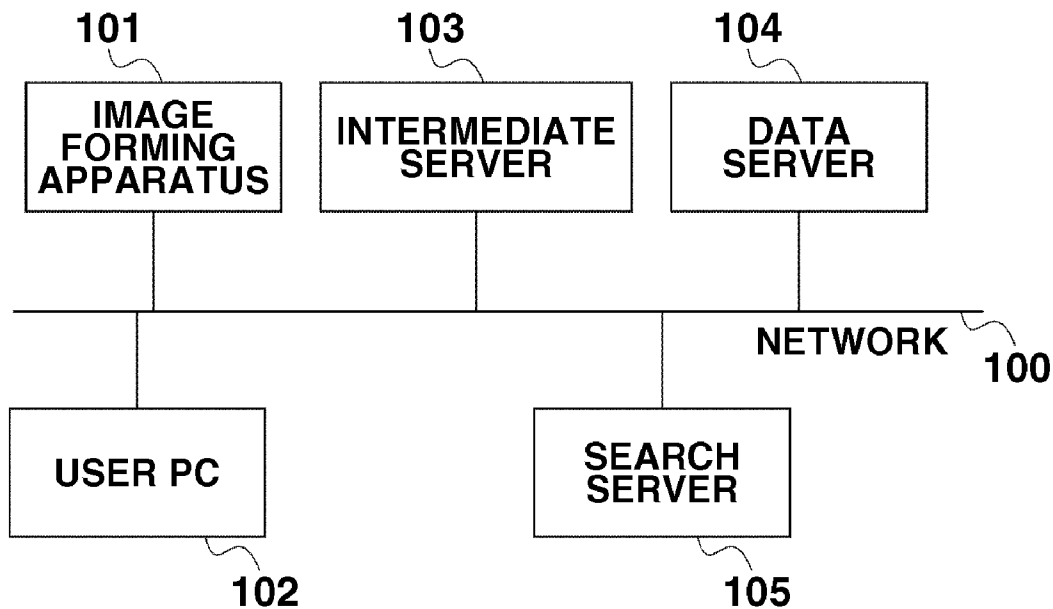 101
103
104
IMAGE
FORMING
APPARATUS
INTERMEDIATE
SERVER
DATA
SERVER
NETWORK
100
USER PC
SEARCH
SERVER
102
105